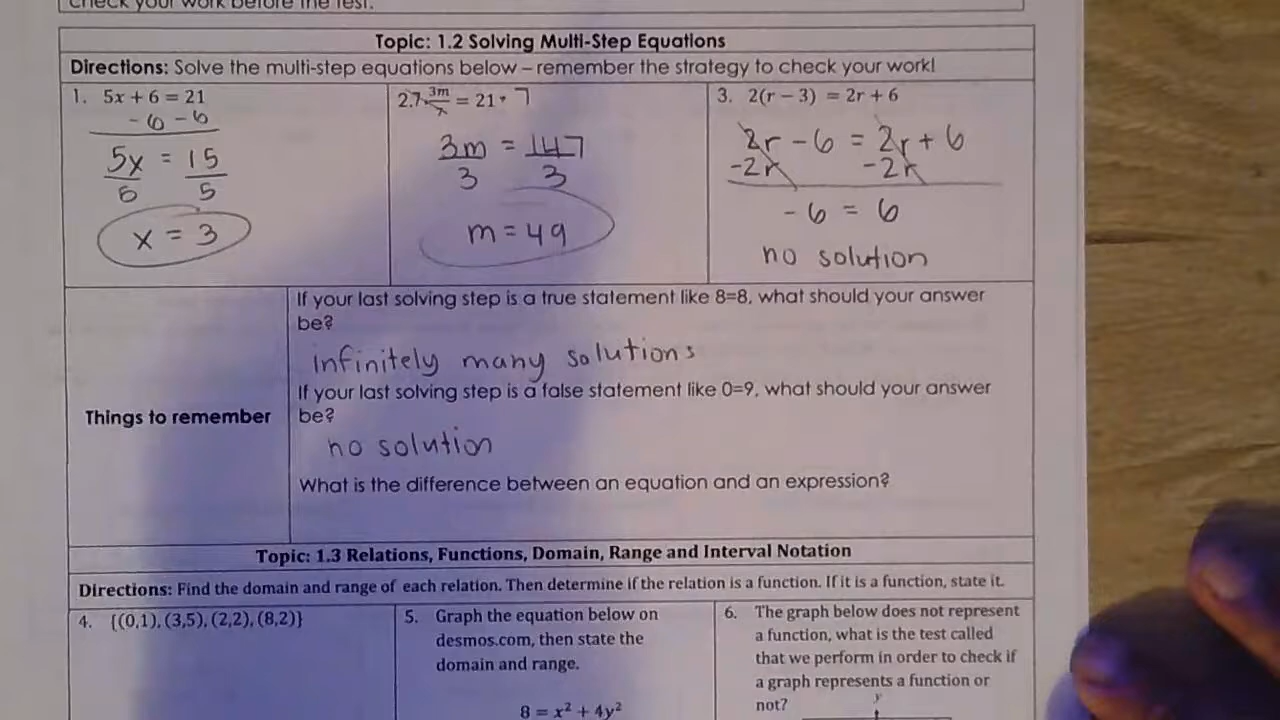 Check your work before the test.
Topic: 1.2 Solving Multi-Step Equations
Directions: Solve the multi-step equations below – remember the strategy to check your work!
1. 5x + 6 = 21
- 6 - 6
5x = 15
5 5
x = 3
2. 7· 3m = 21 · 7
7
3m = 147
3 3
m = 49
3. 2(r − 3) = 2r + 6
2r - 6 = 2r + 6
-2r -2r
- 6 = 6
no solution
Things to remember
If your last solving step is a true statement like 8=8, what should your answer
be?
infinitely many solutions
If your last solving step is a false statement like 0=9, what should your answer
be?
no solution
What is the difference between an equation and an expression?
Topic: 1.3 Relations, Functions, Domain, Range and Interval Notation
Directions: Find the domain and range of each relation. Then determine if the relation is a function. If it is a function, state it.
4. {(0,1), (3,5), (2,2), (8,2)}
5. Graph the equation below on
desmos.com, then state the
domain and range.
8 = x² + 4y²
6. The graph below does not represent
a function, what is the test called
that we perform in order to check if
a graph represents a function or
not?
y